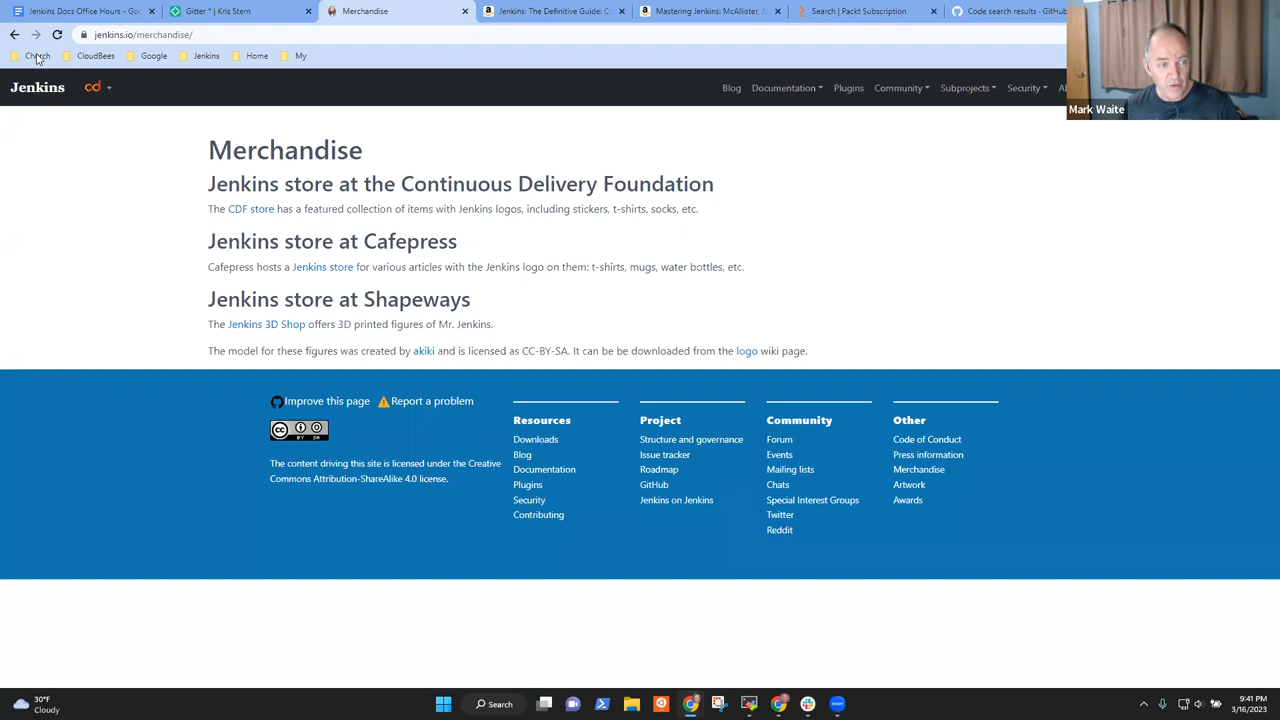 Jenkins Docs Office Hours - Go
Gitter * | Kris Stern
Merchandise
Jenkins: The Definitive Guide: Co
Mastering Jenkins: McAllister, Jo
Search | Packt Subscription
Code search results · GitHub
jenkins.io/merchandise/
Church
CloudBees
Google
Jenkins
Home
My
Jenkins
cd
Blog
Documentation
Plugins
Community
Subprojects
Security
Ab
Mark Waite
Merchandise
Jenkins store at the Continuous Delivery Foundation
The CDF store has a featured collection of items with Jenkins logos, including stickers, t-shirts, socks, etc.
Jenkins store at Cafepress
Cafepress hosts a Jenkins store for various articles with the Jenkins logo on them: t-shirts, mugs, water bottles, etc.
Jenkins store at Shapeways
The Jenkins 3D Shop offers 3D printed figures of Mr. Jenkins.
The model for these figures was created by akiki and is licensed as CC-BY-SA. It can be be downloaded from the logo wiki page.
Improve this page
Report a problem
cc
BY SA
The content driving this site is licensed under the Creative
Commons Attribution-ShareAlike 4.0 license.
Resources
Downloads
Blog
Documentation
Plugins
Security
Contributing
Project
Structure and governance
Issue tracker
Roadmap
GitHub
Jenkins on Jenkins
Community
Forum
Events
Mailing lists
Chats
Special Interest Groups
Twitter
Reddit
Other
Code of Conduct
Press information
Merchandise
Artwork
Awards
30°F
Cloudy
Search
9:41 PM
3/16/2023